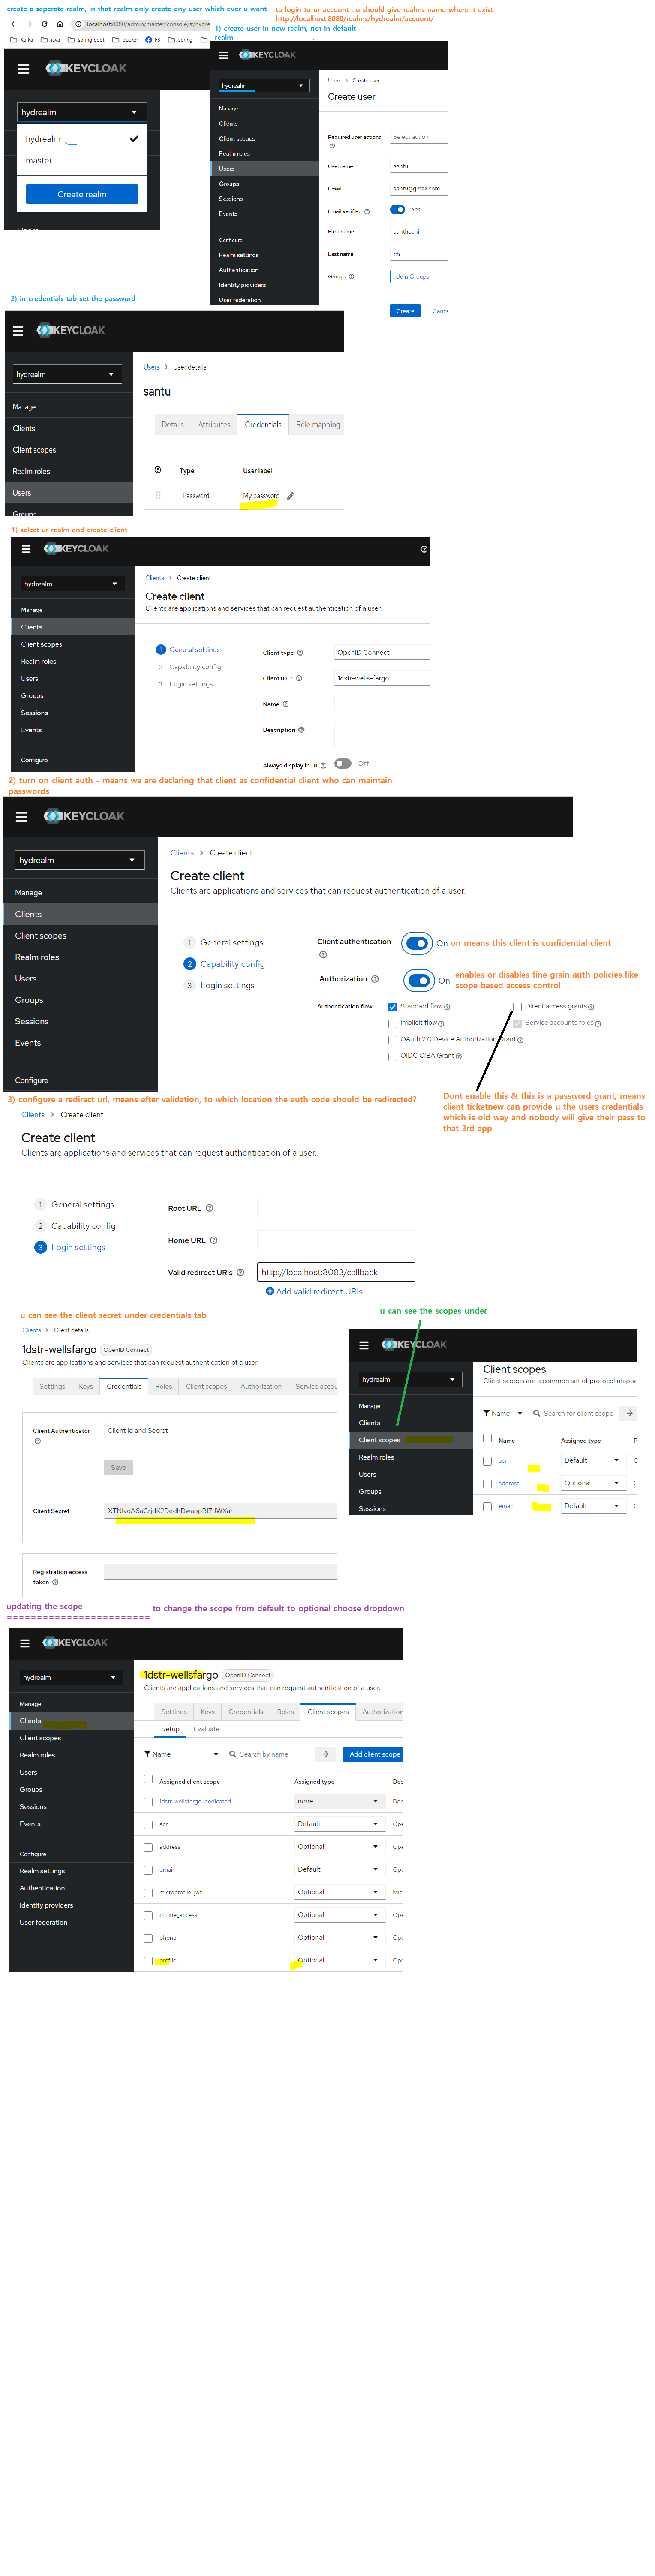 create a seperate realm, in that realm only create any user which ever u want
to login to ur account , u should give realms name where it exist
http://localhost:8080/realms/hydrealm/account/
localhost:8080/admin/master/console/#/hydre
Kafka java spring boot docker FB spring
KEYCLOAK
hydrealm
hydrealm
master
Create realm
Users
1) create user in new realm, not in default
realm
KEYCLOAK
hydrealm
Manage
Clients
Client scopes
Realm roles
Users
Groups
Sessions
Events
Configure
Realm settings
Authentication
Identity providers
User federation
Users > Create user
Create user
Required user actions
Select action
Username *
santu
Email
santu@gmail.com
Email verified
Yes
First name
Last name
ch
Groups
Join Groups
Create
Cance
2) in credentials tab set the password
KEYCLOAK
hydrealm
Manage
Clients
Client scopes
Realm roles
Users
Groups
Users > User details
santu
Details Attributes Credentials Role mapping
Type User label
Password My password
1) select ur realm and create client
KEYCLOAK
hydrealm
Manage
Clients
Client scopes
Realm roles
Users
Groups
Sessions
Events
Configure
Clients > Create client
Create client
Clients are applications and services that can request authentication of a user
1 General settings
2 Capability config
3 Login settings
Client type
OpenID Connect
Client ID *
1dstr-wells-fargo
Name
Description
Always display in UI
Off
2) turn on client auth - means we are declaring that client as confidential client who can maintain
passwords
KEYCLOAK
hydrealm
Manage
Clients
Client scopes
Realm roles
Users
Groups
Sessions
Events
Configure
Clients > Create client
Create client
Clients are applications and services that can request authentication of a user.
1 General settings
2 Capability config
3 Login settings
Client authentication
On
on means this client is confidential client
Authorization
On
enables or disables fine grain auth policies like
scope based access control
Authentication flow
Standard flow
Direct access grants
Implicit flow
Service accounts roles
OAuth 2.0 Device Authorization Grant
OIDC CIBA Grant
Dont enable this & this is a password grant, means
client ticketnew can provide u the users credentials
which is old way and nobody will give their pass to
that 3rd app
3) configure a redirect url, means after validation, to which location the auth code should be redirected?
Clients > Create client
Create client
Clients are applications and services that can request authentication of a user.
1 General settings
2 Capability config
3 Login settings
Root URL
Home URL
Valid redirect URIs
http://localhost:8083/callback
Add valid redirect URIs
u can see the client secret under credentials tab
Clients > Client details
1dstr-wellsfargo OpenID Connect
Clients are applications and services that can request authentication of a user.
Settings Keys Credentials Roles Client scopes Authorization Service accou
Client Authenticator
Client Id and Secret
Save
Client Secret
XTNIvgA6aCrjdK2DedhDwappBI7JWXar
Registration access
token
u can see the scopes under
KEYCLOAK
hydrealm
Manage
Clients
Client scopes
Realm roles
Users
Groups
Sessions
Client scopes
Client scopes are a common set of protocol mappe
Name
Search for client scope
Name Assigned type P
acr Default C
address Optional C
email Default C
updating the scope
========================
to change the scope from default to optional choose dropdown
KEYCLOAK
hydrealm
Manage
Clients
Client scopes
Realm roles
Users
Groups
Sessions
Events
Configure
Realm settings
Authentication
Identity providers
User federation
1dstr-wellsfargo OpenID Connect
Clients are applications and services that can request authentication of a user.
Settings Keys Credentials Roles Client scopes Authorization
Setup Evaluate
Name
Search by name
Add client scope
Assigned client scope Assigned type Des
1dstr-wellsfargo-dedicated none Dec
acr Default Ope
address Optional Ope
email Default Ope
microprofile-jwt Optional Mic
offline_access Optional Ope
phone Optional Ope
profile Optional Ope